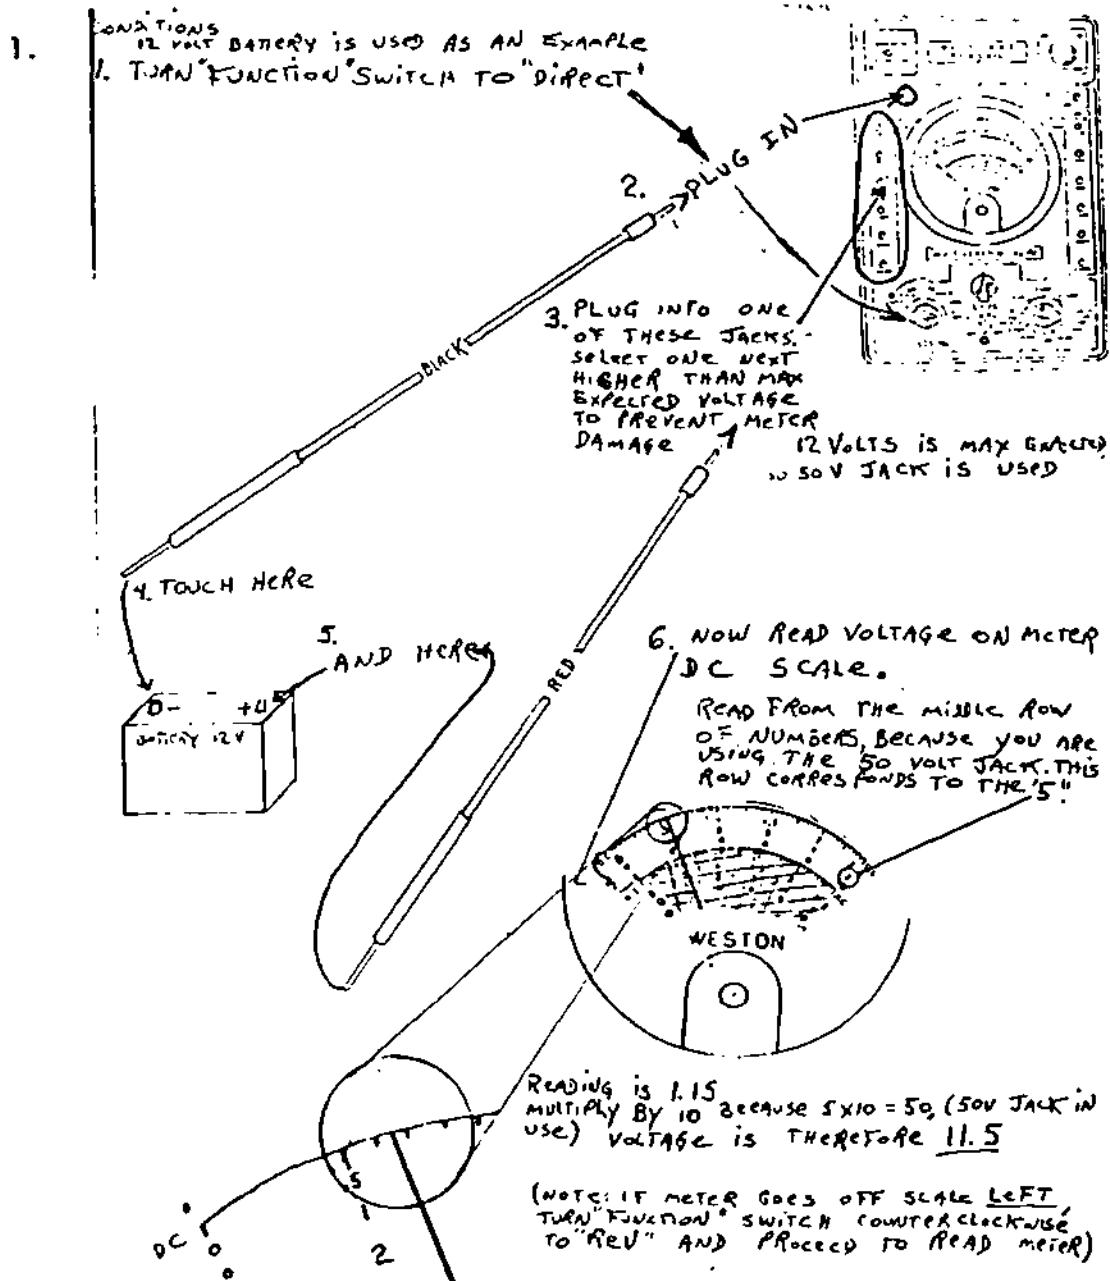 1.
CONDITIONS
12 VOLT BATTERY IS USED AS AN EXAMPLE
1. TURN "FUNCTION" SWITCH TO "DIRECT"
2.
PLUG IN
BLACK
3. PLUG INTO ONE
OF THESE JACKS.
SELECT ONE NEXT
HIGHER THAN MAX
EXPECTED VOLTAGE
TO PREVENT METER
DAMAGE
12 VOLTS IS MAX EXPECTED,
SO 50V JACK IS USED
4. TOUCH HERE
5.
AND HERE
0- +0
BATTERY 12V
RED
6. NOW READ VOLTAGE ON METER
DC SCALE.
READ FROM THE MIDDLE ROW
OF NUMBERS, BECAUSE YOU ARE
USING THE 50 VOLT JACK. THIS
ROW CORRESPONDS TO THE "5"
WESTON
READING IS 1.15
MULTIPLY BY 10 BECAUSE 5X10=50, (50V JACK IN
USE) VOLTAGE IS THEREFORE 11.5
(NOTE: IF METER GOES OFF SCALE LEFT,
TURN "FUNCTION" SWITCH COUNTERCLOCKWISE
TO "REV" AND PROCEED TO READ METER)
5
1
2
DC
0
0